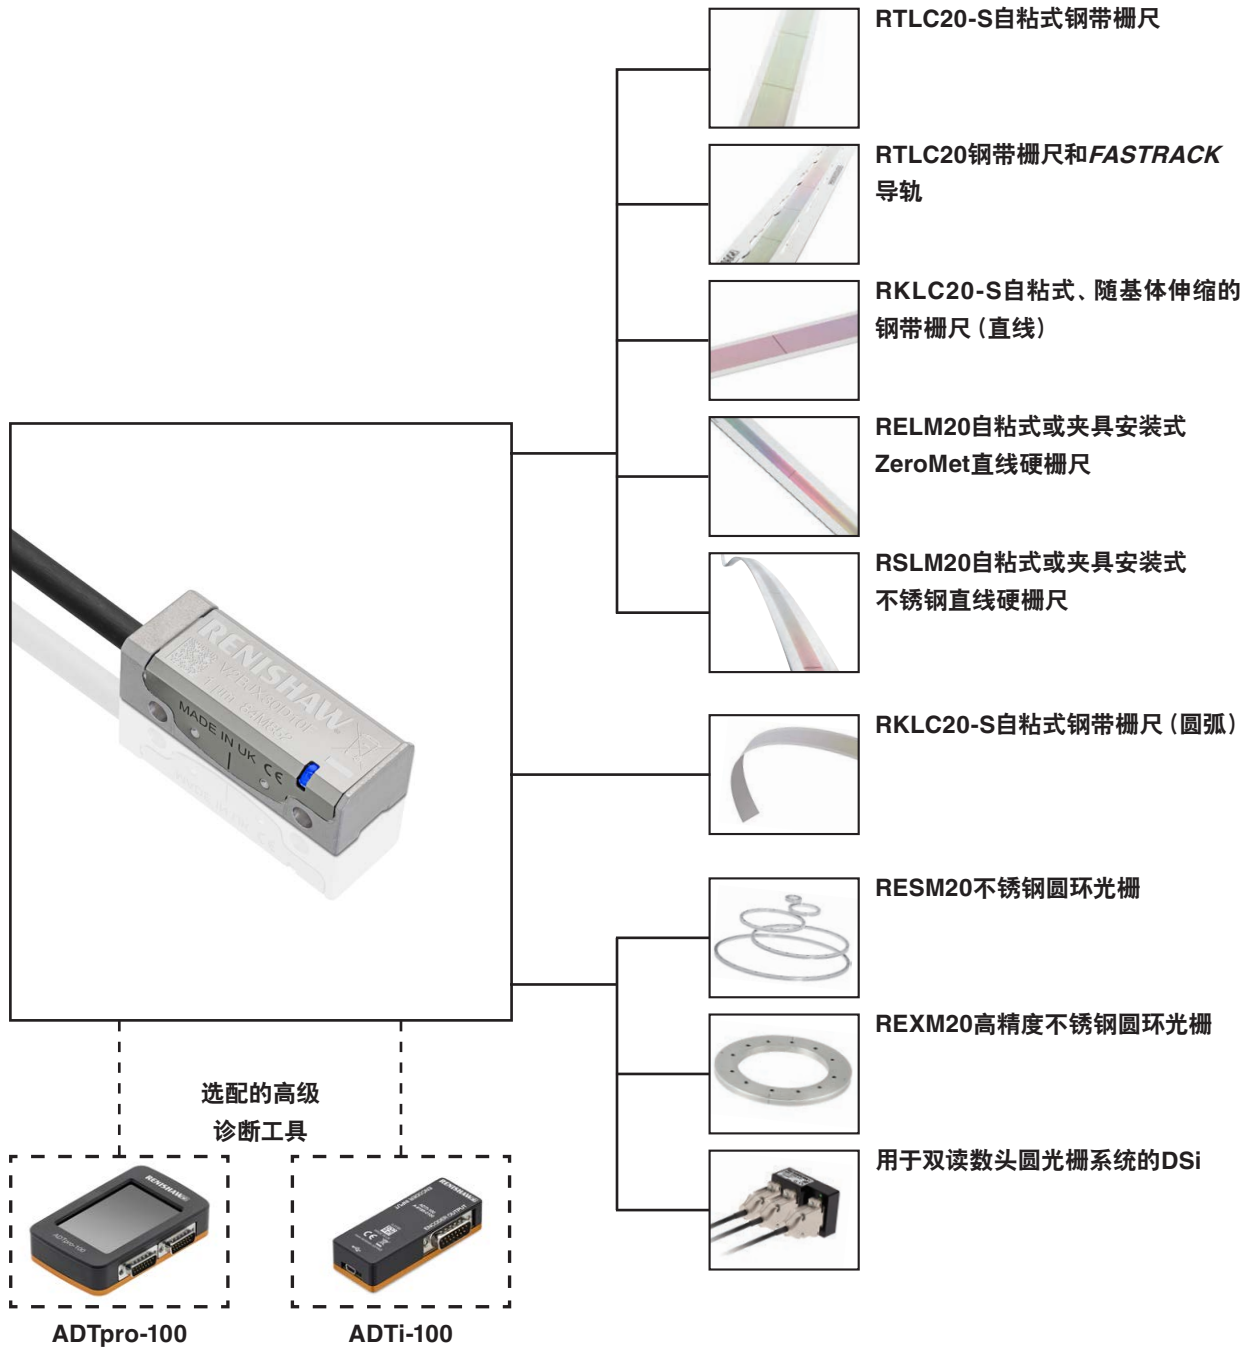 RTLC20-S自粘式钢带栅尺
RTLC20钢带栅尺和FASTRACK
导轨
RKLC20-S自粘式、随基体伸缩的
钢带栅尺（直线）
RELM20自粘式或夹具安装式
ZeroMet直线硬栅尺
RSLM20自粘式或夹具安装式
不锈钢直线硬栅尺
RENISHAW
MADE IN UK CE
RKLC20-S自粘式钢带栅尺（圆弧）
RESM20不锈钢圆环光栅
REXM20高精度不锈钢圆环光栅
用于双读数头圆光栅系统的DSi
选配的高级
诊断工具
RENISHAW
ADTpro-100
RENISHAW
ENCODER INPUT
ENCODER OUTPUT
CE
ADTpro-100
ADTi-100